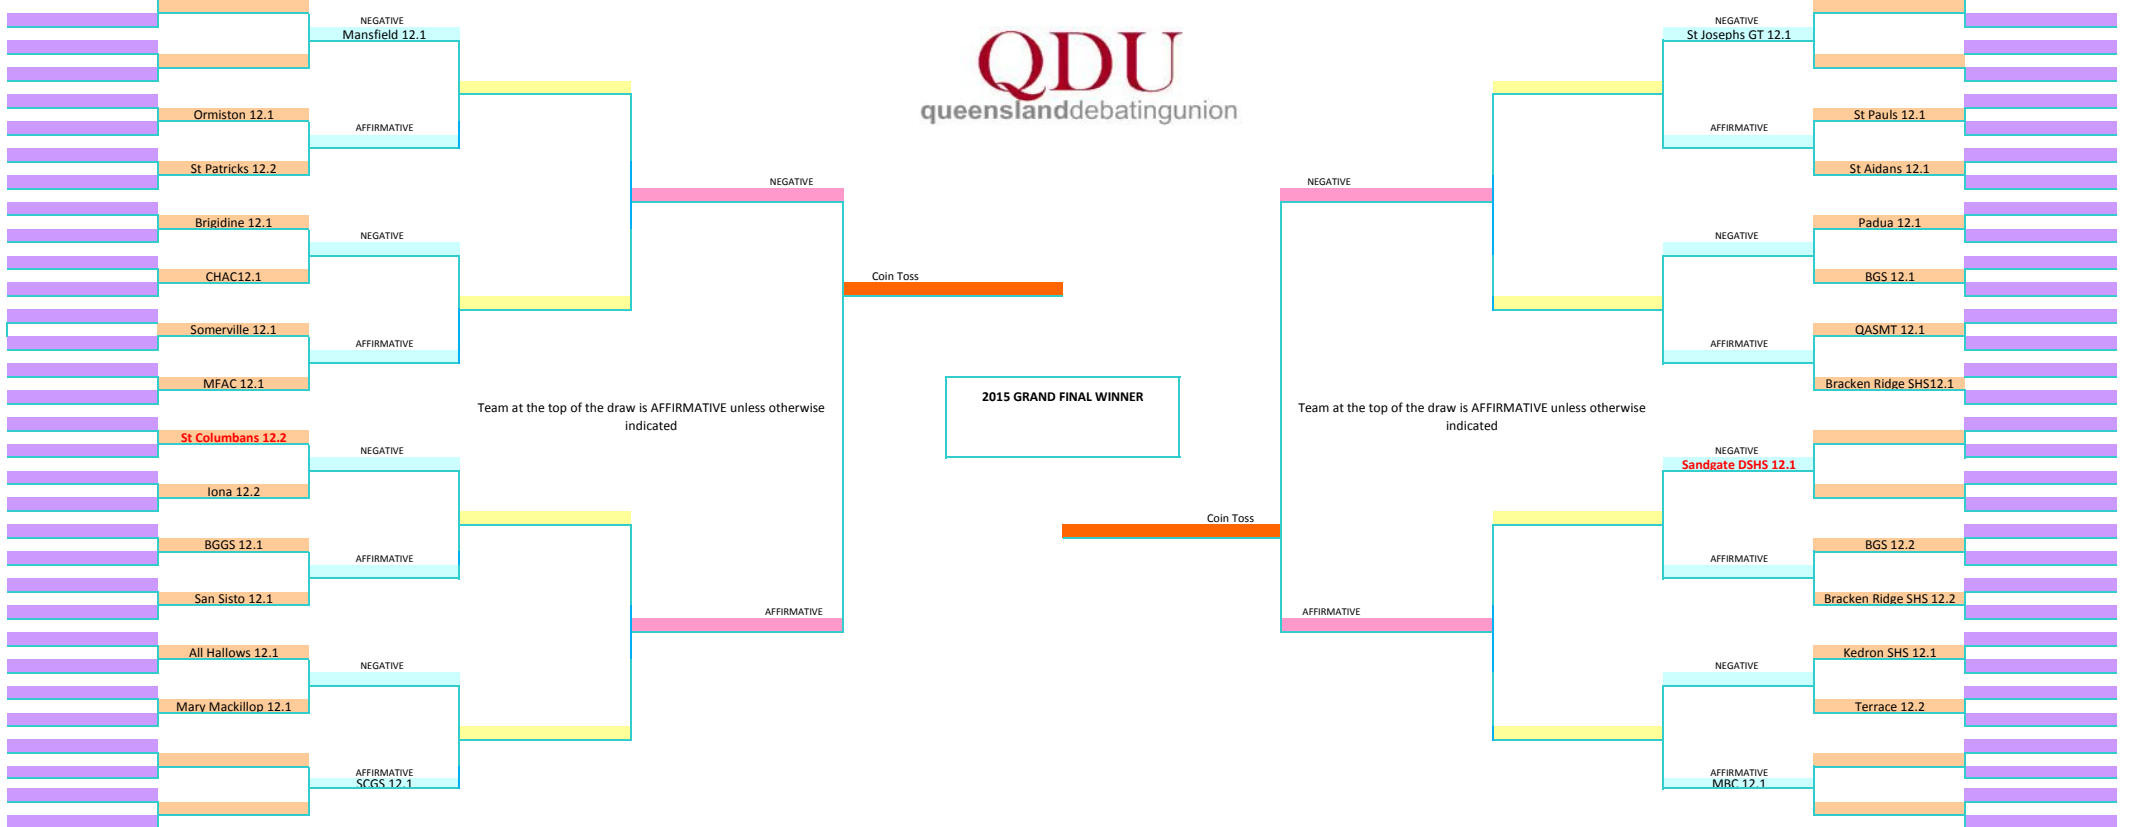 NEGATIVE
Mansfield 12.1
Ormiston 12.1
AFFIRMATIVE
St Patricks 12.2
Brigidine 12.1
NEGATIVE
CHAC12.1
Somerville 12.1
AFFIRMATIVE
MFAC 12.1
St Columbans 12.2
NEGATIVE
Iona 12.2
BGGS 12.1
AFFIRMATIVE
San Sisto 12.1
All Hallows 12.1
NEGATIVE
Mary Mackillop 12.1
AFFIRMATIVE
SCGS 12.1
NEGATIVE
Team at the top of the draw is AFFIRMATIVE unless otherwise
indicated
AFFIRMATIVE
QDU
queenslanddebatingunion
Coin Toss
2015 GRAND FINAL WINNER
Coin Toss
NEGATIVE
Team at the top of the draw is AFFIRMATIVE unless otherwise
indicated
AFFIRMATIVE
NEGATIVE
St Josephs GT 12.1
St Pauls 12.1
AFFIRMATIVE
St Aidans 12.1
Padua 12.1
NEGATIVE
BGS 12.1
QASMT 12.1
AFFIRMATIVE
Bracken Ridge SHS12.1
NEGATIVE
Sandgate DSHS 12.1
BGS 12.2
AFFIRMATIVE
Bracken Ridge SHS 12.2
Kedron SHS 12.1
NEGATIVE
Terrace 12.2
AFFIRMATIVE
MBC 12.1